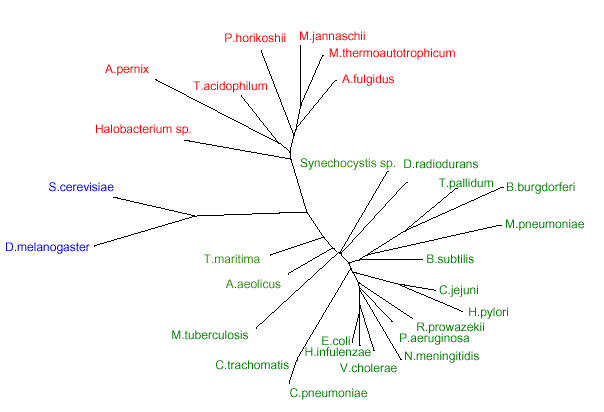 P.horikoshii
M.jannaschii
M.thermoautotrophicum
A.pernix
T.acidophilum
A.fulgidus
Halobacterium sp.
Synechocystis sp.
D.radiodurans
S.cerevisiae
T.pallidum
B.burgdorferi
M.pneumoniae
D.melanogaster
T.maritima
B.subtilis
A.aeolicus
C.jejuni
H.pylori
M.tuberculosis
R.prowazekii
P.aeruginosa
E.coli
H.infulenzae
N.meningitidis
C.trachomatis
V.cholerae
C.pneumoniae